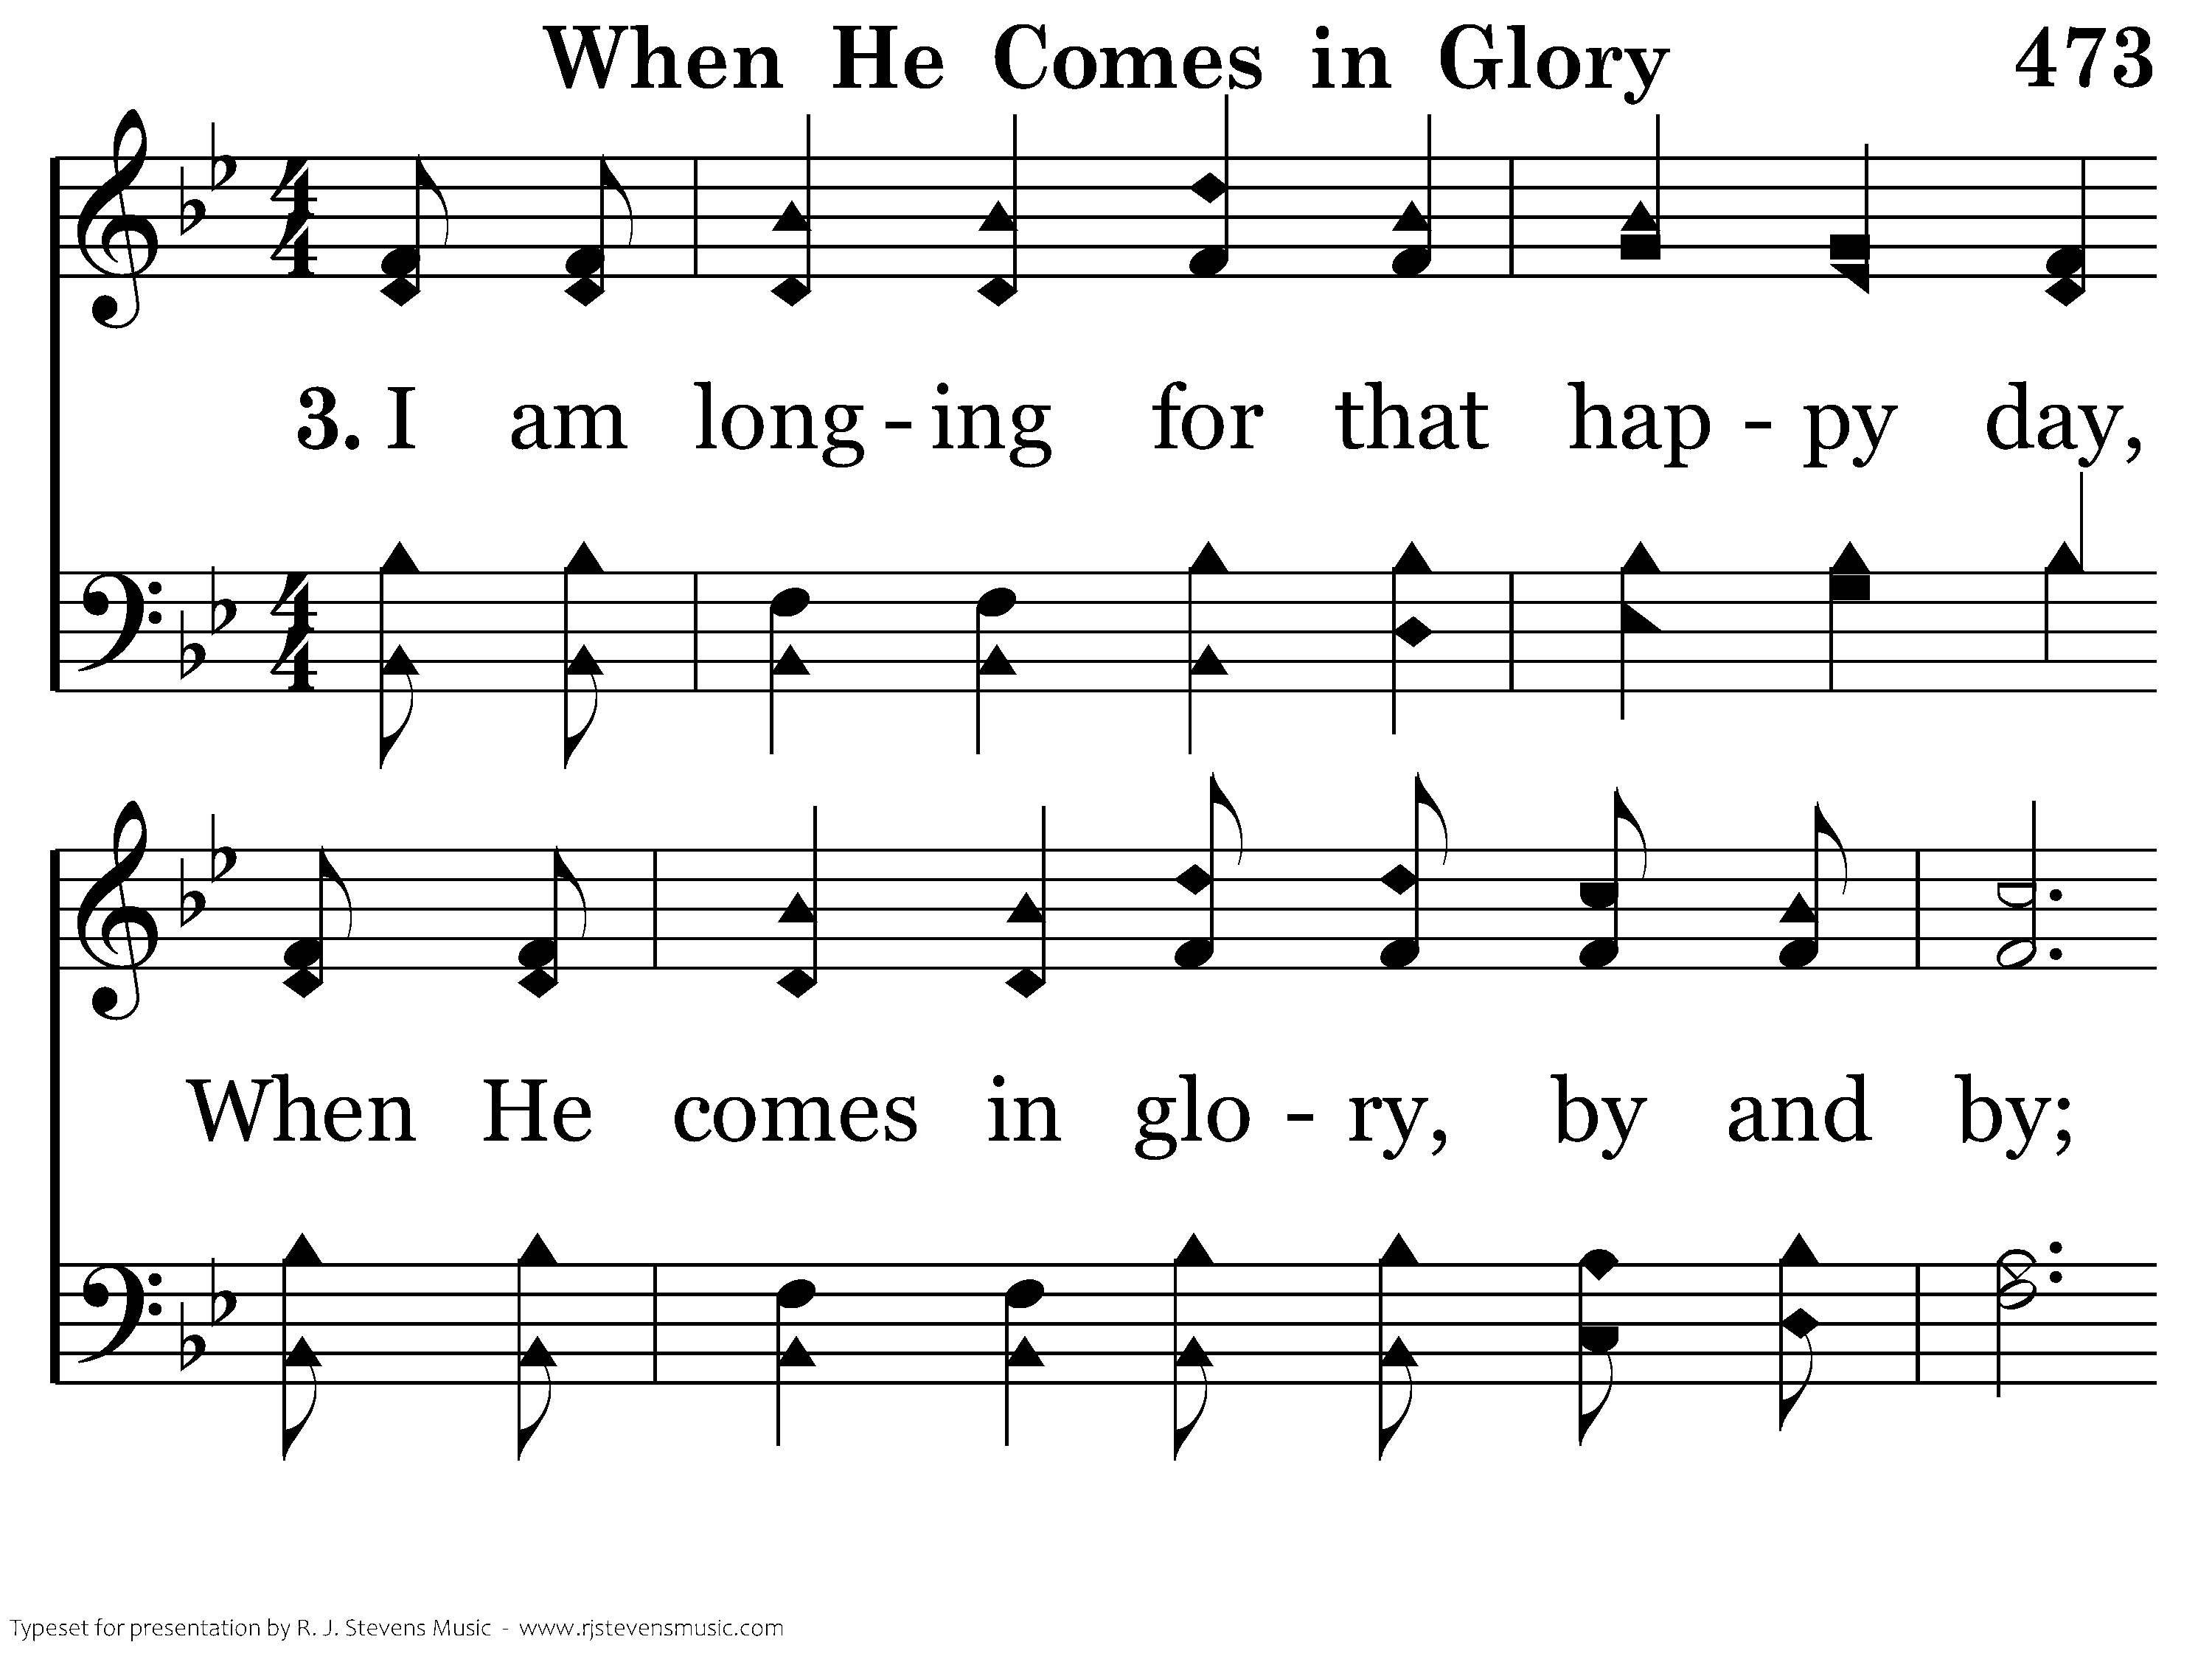 When He Comes in Glory 473
3. I am long - ing for that hap - py day,
When He comes in glo - ry, by and by;
Typeset for presentation by R. J. Stevens Music - www.rjstevensmusic.com